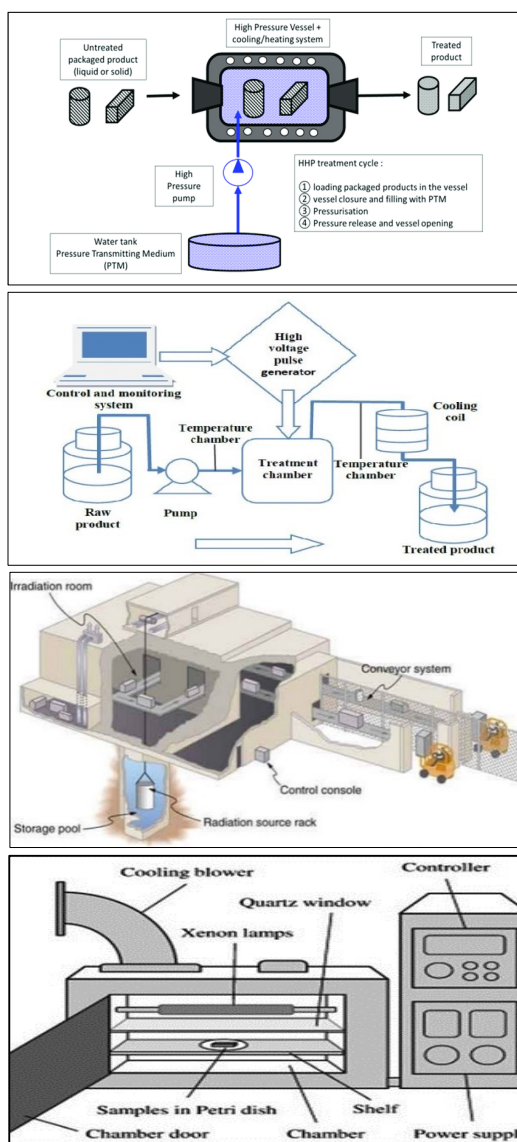 Untreated
packaged product
(liquid or solid)
High Pressure Vessel +
cooling/heating system
Treated
product
High
Pressure
pump
HHP treatment cycle :
① loading packaged products in the vessel
② vessel closure and filling with PTM
③ Pressurisation
④ Pressure release and vessel opening
Water tank
Pressure Transmitting Medium
(PTM)
High
voltage
pulse
generator
Control and monitoring
system
Temperature
chamber
Cooling
coil
Treatment
chamber
Temperature
chamber
Raw
product
Pump
Treated product
Irradiation room
Conveyor system
Control console
Radiation source rack
Storage pool
Cooling blower
Controller
Quartz window
Xenon lamps
Samples in Petri dish
Shelf
Chamber door
Chamber
Power suppl